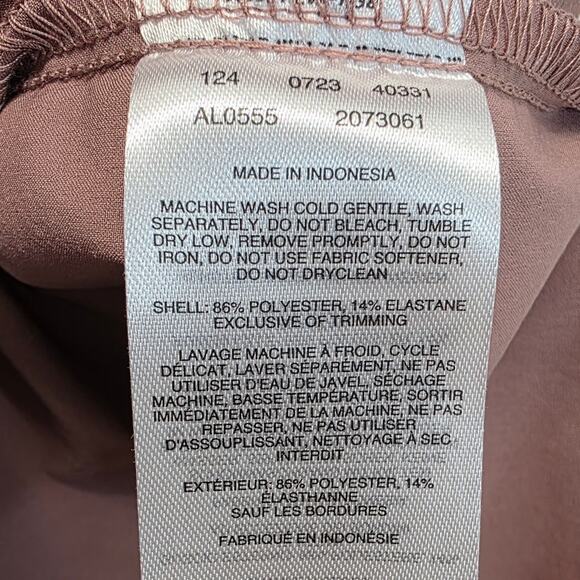 124 0723 40331
AL0555 2073061
MADE IN INDONESIA
MACHINE WASH COLD GENTLE, WASH
SEPARATELY, DO NOT BLEACH, TUMBLE
DRY LOW, REMOVE PROMPTLY, DO NOT
IRON, DO NOT USE FABRIC SOFTENER,
DO NOT DRYCLEAN
SHELL: 86% POLYESTER, 14% ELASTANE
EXCLUSIVE OF TRIMMING
LAVAGE MACHINE À FROID, CYCLE
DÉLICAT, LAVER SÉPARÉMENT, NE PAS
UTILISER D'EAU DE JAVEL, SÉCHAGE
MACHINE, BASSE TEMPÉRATURE, SORTIR
IMMÉDIATEMENT DE LA MACHINE, NE PAS
REPASSER, NE PAS UTILISER
D'ASSOUPLISSANT, NETTOYAGE À SEC
INTERDIT
EXTÉRIEUR: 86% POLYESTER, 14%
ÉLASTHANNE
SAUF LES BORDURES
FABRIQUÉ EN INDONÉSIE